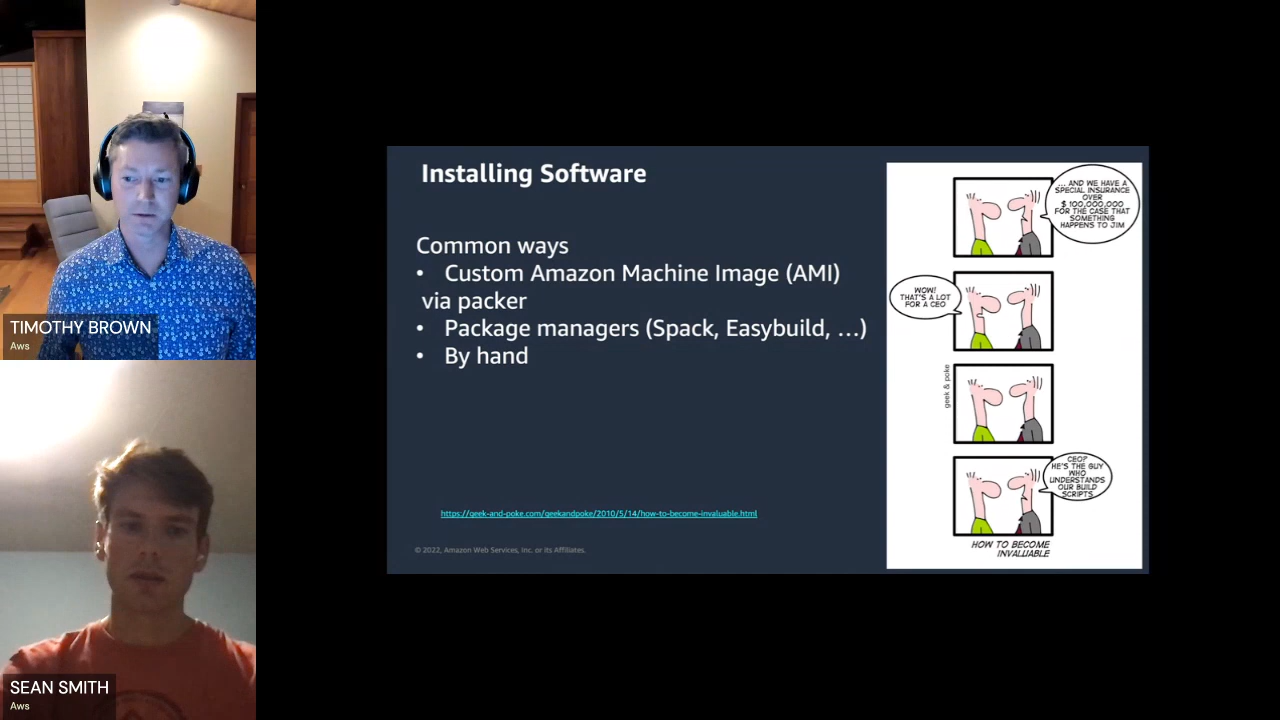 TIMOTHY BROWN
Aws
SEAN SMITH
Aws
Installing Software
Common ways
• Custom Amazon Machine Image (AMI)
via packer
• Package managers (Spack, Easybuild, ...)
• By hand
https://geek-and-poke.com/geekandpoke/2010/5/14/how-to-become-invaluable.html
© 2022, Amazon Web Services, Inc. or its Affiliates.
... AND WE HAVE A
SPECIAL INSURANCE
OVER
$ 100,000,000
FOR THE CASE THAT
SOMETHING
HAPPENS TO JIM
WOW!
THAT'S A LOT
FOR A CEO
geek & poke
CEO?
HE'S THE GUY
WHO
UNDERSTANDS
OUR BUILD
SCRIPTS
HOW TO BECOME
INVALUABLE